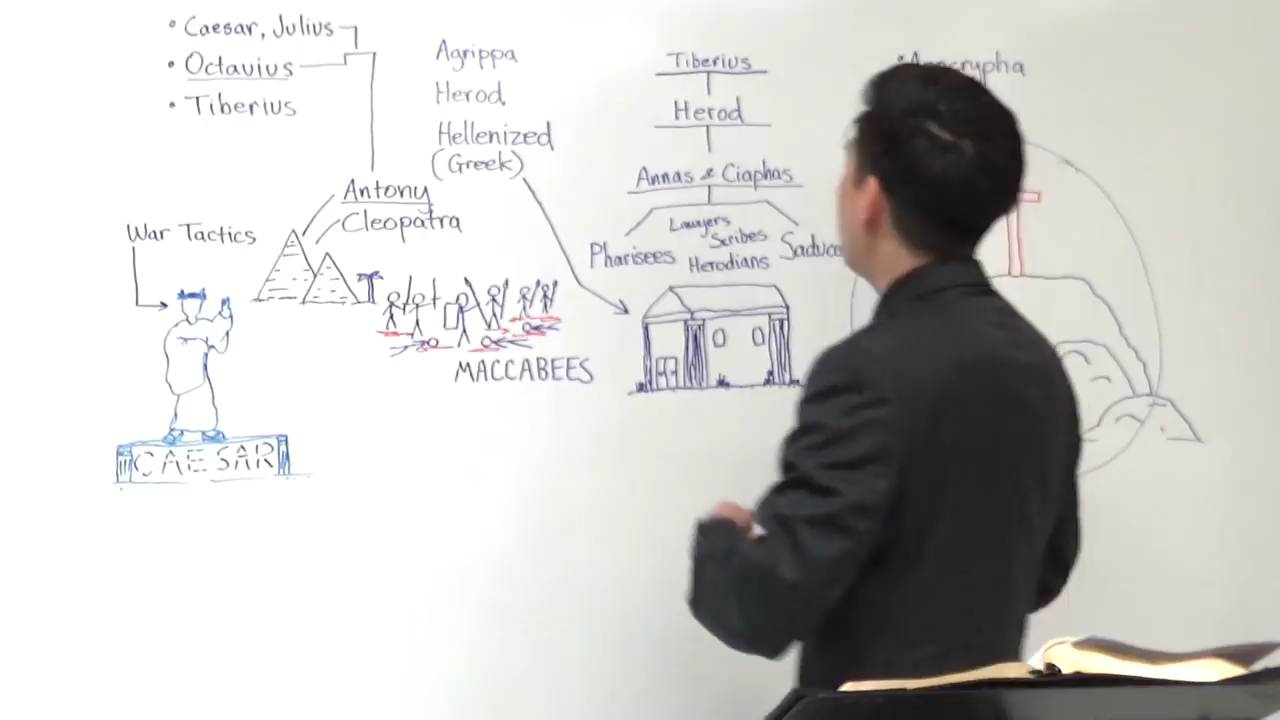 • Caesar, Julius
• Octavius
• Tiberius
Antony
Cleopatra
War Tactics
CAESAR
Agrippa
Herod
Hellenized
(Greek)
MACCABEES
Tiberius
Herod
Annas & Ciaphas
Lawyers
Scribes
Herodians
Pharisees